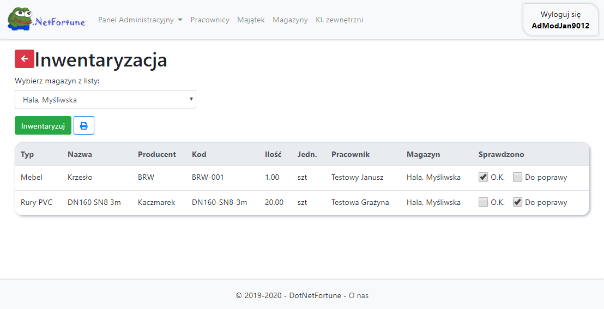 .NetFortune Panel Administracyjny Pracownicy Majątek Magazyny Kl. zewnętrzni Wyloguj się
AdModJan9012
Inwentaryzacja
Wybierz magazyn z listy:
Hala, Myśliwska
Inwentaryzuj
Typ Nazwa Producent Kod Ilość Jedn. Pracownik Magazyn Sprawdzono
Mebel Krzesło BRW BRW-001 1.00 szt Testowy Janusz Hala, Myśliwska O.K. Do poprawy
Rury PVC DN160 SN8 3m Kaczmarek DN160-SN8-3m 20.00 szt Testowa Grażyna Hala, Myśliwska O.K. Do poprawy
© 2019-2020 - DotNetFortune - O nas